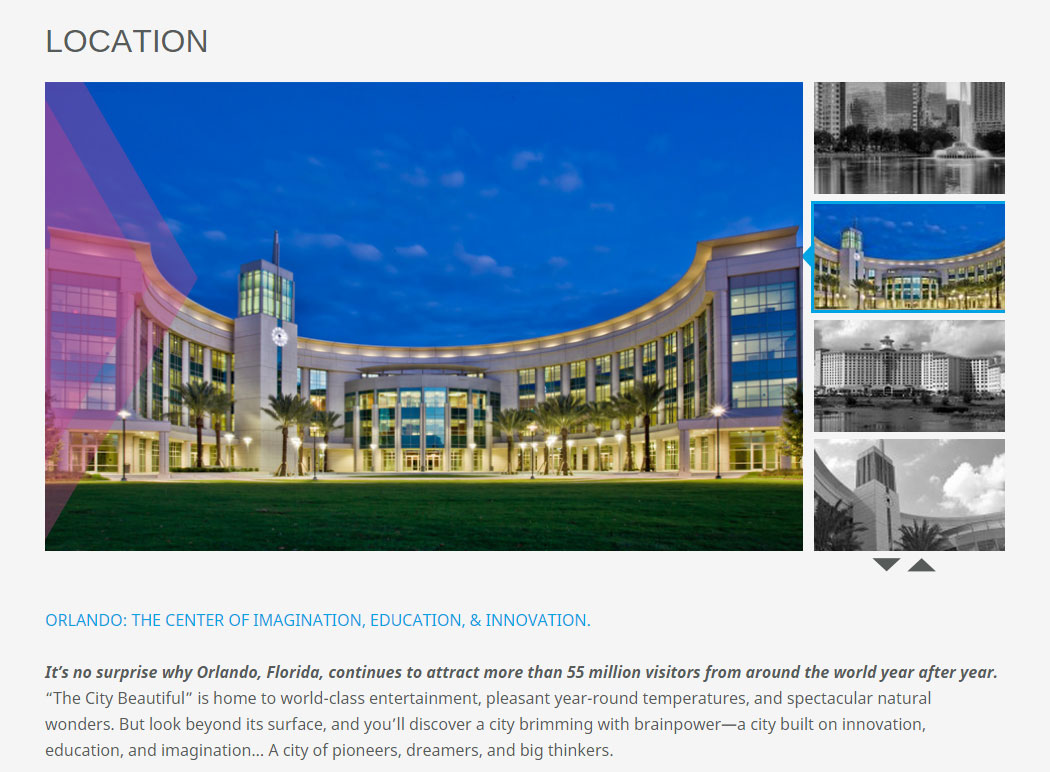 LOCATION
ORLANDO: THE CENTER OF IMAGINATION, EDUCATION, & INNOVATION.
It’s no surprise why Orlando, Florida, continues to attract more than 55 million visitors from around the world year after year.
“The City Beautiful” is home to world-class entertainment, pleasant year-round temperatures, and spectacular natural
wonders. But look beyond its surface, and you’ll discover a city brimming with brainpower—a city built on innovation,
education, and imagination... A city of pioneers, dreamers, and big thinkers.